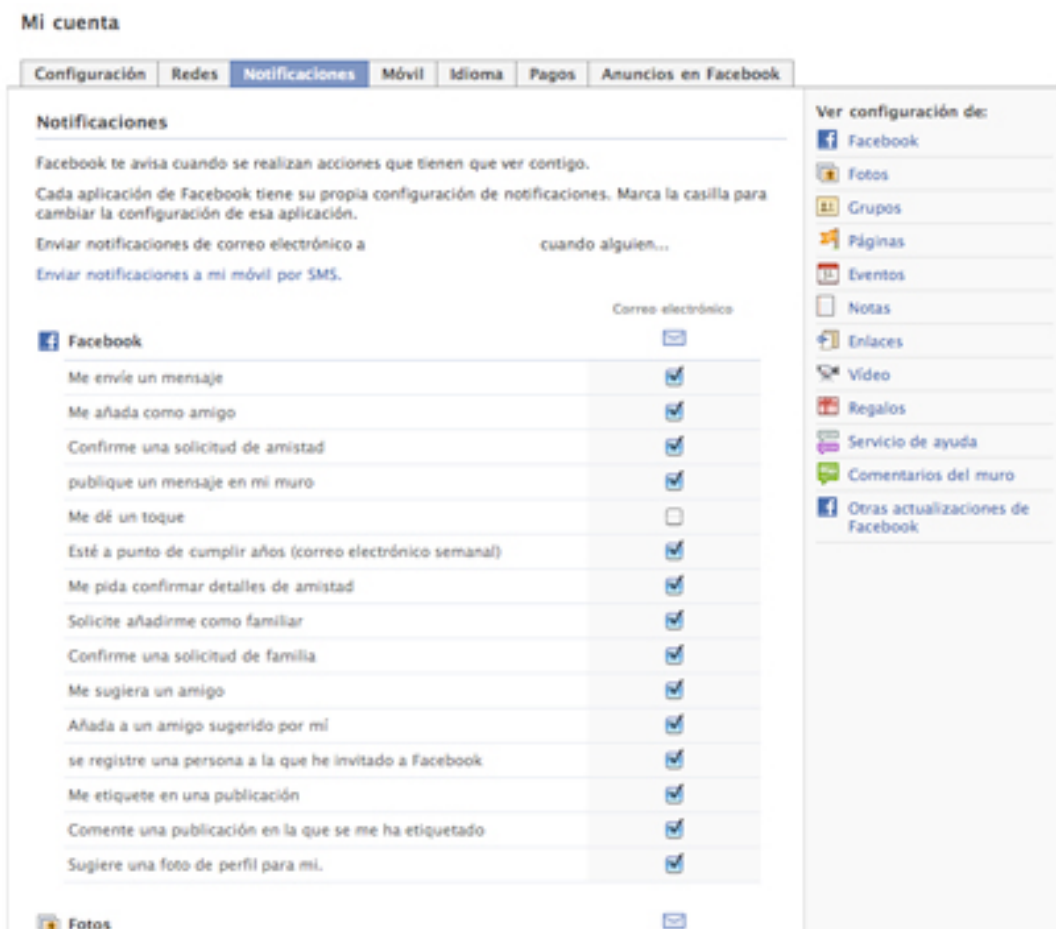 Mi cuenta
Configuración Redes Notificaciones Móvil Idioma Pagos Anuncios en Facebook
Notificaciones
Facebook te avisa cuando se realizan acciones que tienen que ver contigo.
Cada aplicación de Facebook tiene su propia configuración de notificaciones. Marca la casilla para
cambiar la configuración de esa aplicación.
Enviar notificaciones de correo electrónico a cuando alguien...
Enviar notificaciones a mi móvil por SMS.
Correo electrónico
Facebook
Me envíe un mensaje
Me añada como amigo
Confirme una solicitud de amistad
publique un mensaje en mi muro
Me dé un toque
Esté a punto de cumplir años (correo electrónico semanal)
Me pida confirmar detalles de amistad
Solicite añadirme como familiar
Confirme una solicitud de familia
Me sugiera un amigo
Añada a un amigo sugerido por mí
se registre una persona a la que he invitado a Facebook
Me etiquete en una publicación
Comente una publicación en la que se me ha etiquetado
Sugiere una foto de perfil para mi.
Fotos
Ver configuración de:
Facebook
Fotos
Grupos
Páginas
Eventos
Notas
Enlaces
Vídeo
Regalos
Servicio de ayuda
Comentarios del muro
Otras actualizaciones de
Facebook